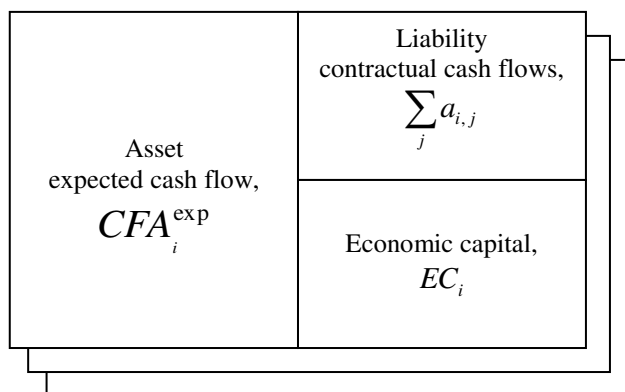 Asset
expected cash flow,
CFA_i^exp
Liability
contractual cash flows,
∑_j a_{i,j}
Economic capital,
EC_i